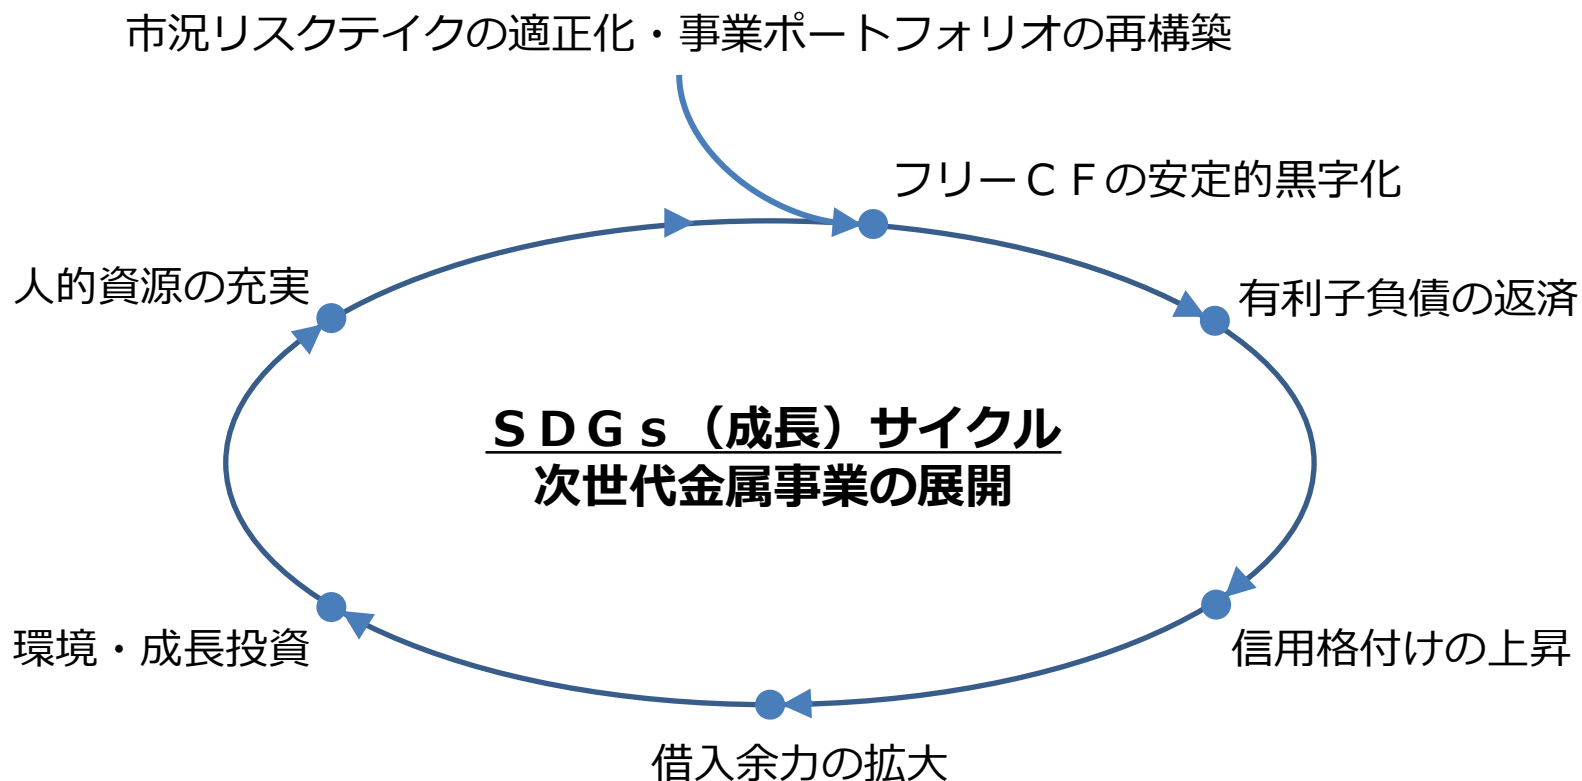 市況リスクテイクの適正化・事業ポートフォリオの再構築
フリーＣＦの安定的黒字化
人的資源の充実
有利子負債の返済
ＳＤＧｓ（成長）サイクル
次世代金属事業の展開
環境・成長投資
信用格付けの上昇
借入余力の拡大